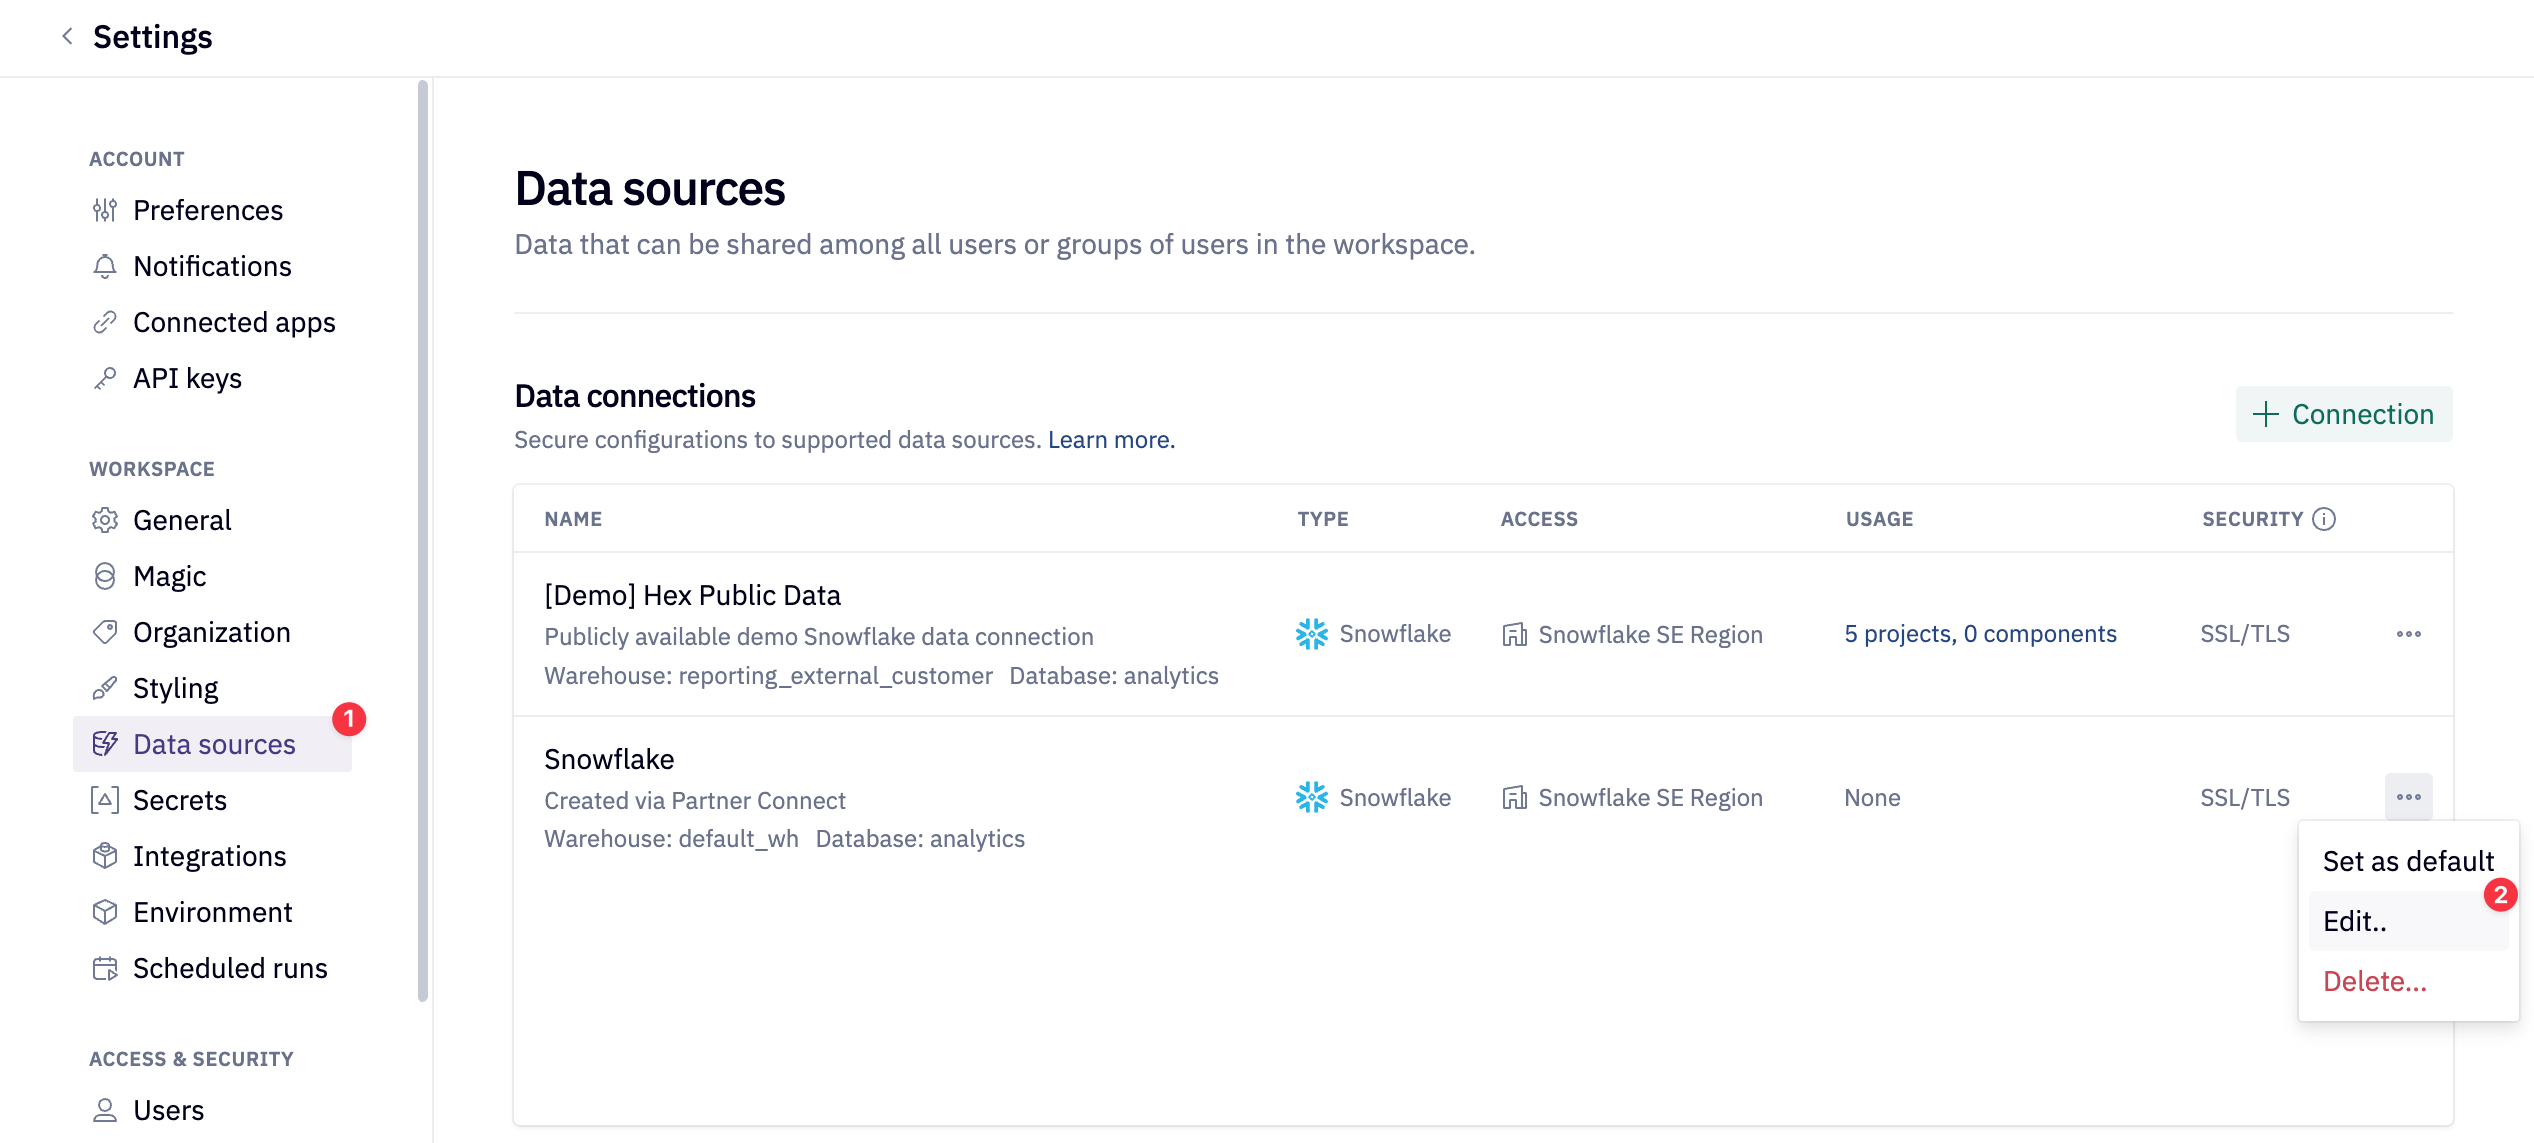 Settings
ACCOUNT
Preferences
Notifications
Connected apps
API keys
WORKSPACE
General
Magic
Organization
Styling
Data sources
1
Secrets
Integrations
Environment
Scheduled runs
ACCESS & SECURITY
Users
Data sources
Data that can be shared among all users or groups of users in the workspace.
Data connections
Secure configurations to supported data sources. Learn more.
Connection
NAME TYPE ACCESS USAGE SECURITY
[Demo] Hex Public Data
Publicly available demo Snowflake data connection
Warehouse: reporting_external_customer Database: analytics
Snowflake
Snowflake SE Region
5 projects, 0 components
SSL/TLS
Snowflake
Created via Partner Connect
Warehouse: default_wh Database: analytics
Snowflake
Snowflake SE Region
None
SSL/TLS
Set as default
2
Edit..
Delete...